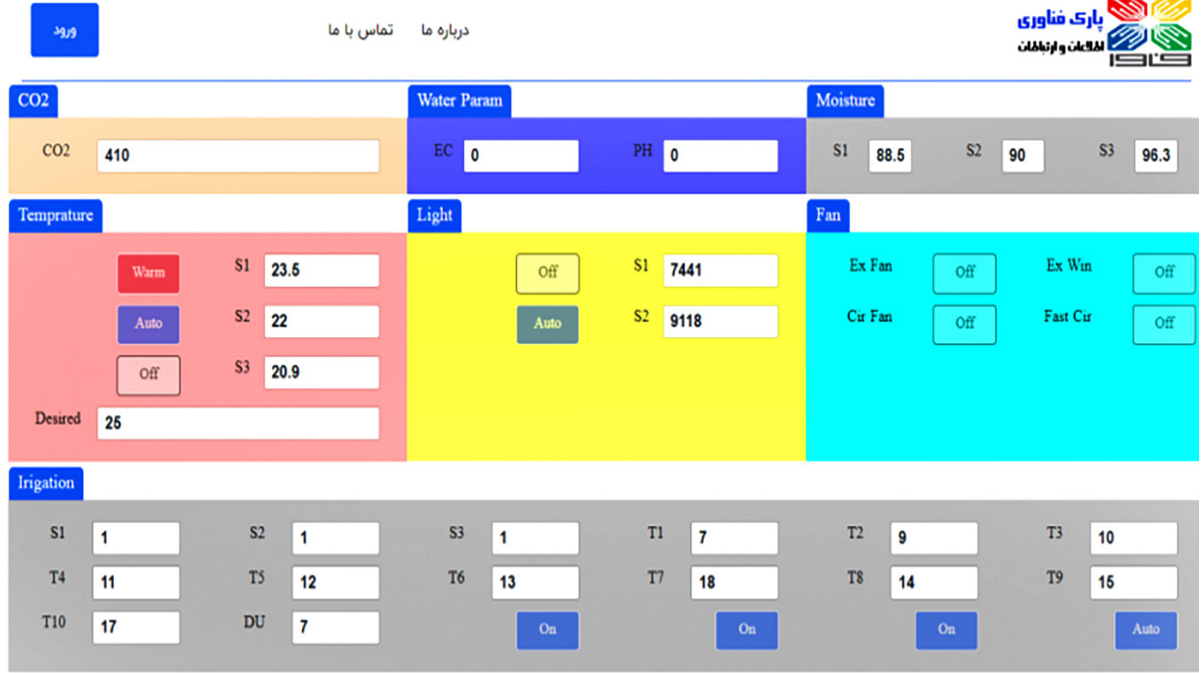 ورود
درباره ما تماس با ما
پارک فناوری
اطلاعات و ارتباطات
فاوا
CO2
CO2 410
Water Param
EC 0 PH 0
Moisture
S1 88.5 S2 90 S3 96.3
Temprature
Warm S1 23.5
Auto S2 22
Off S3 20.9
Desired 25
Light
Off S1 7441
Auto S2 9118
Fan
Ex Fan Off Ex Win Off
Cir Fan Off Fast Cir Off
Irigation
S1 1 S2 1 S3 1 T1 7 T2 9 T3 10
T4 11 T5 12 T6 13 T7 18 T8 14 T9 15
T10 17 DU 7 On On On Auto